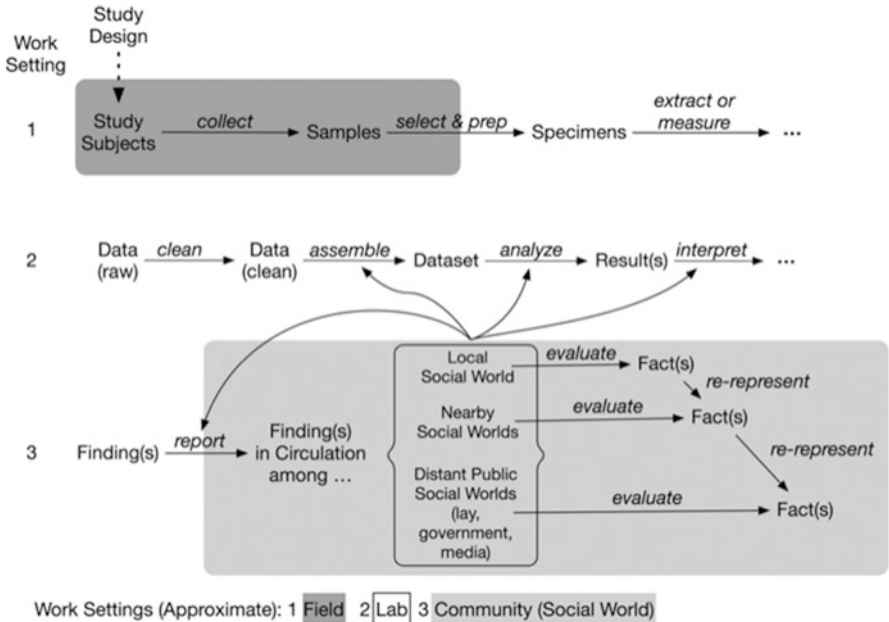 Study
Design
Work
Setting
1
Study
Subjects
collect
Samples
select & prep
Specimens
extract or
measure
...
2
Data
(raw)
clean
Data
(clean)
assemble
Dataset
analyze
Result(s)
interpret
...
3
Finding(s)
report
Finding(s)
in Circulation
among ...
Local
Social World
evaluate
Fact(s)
re-represent
Nearby
Social Worlds
evaluate
Fact(s)
re-represent
Distant Public
Social Worlds
(lay,
government,
media)
evaluate
Fact(s)
Work Settings (Approximate): 1 Field 2 Lab 3 Community (Social World)